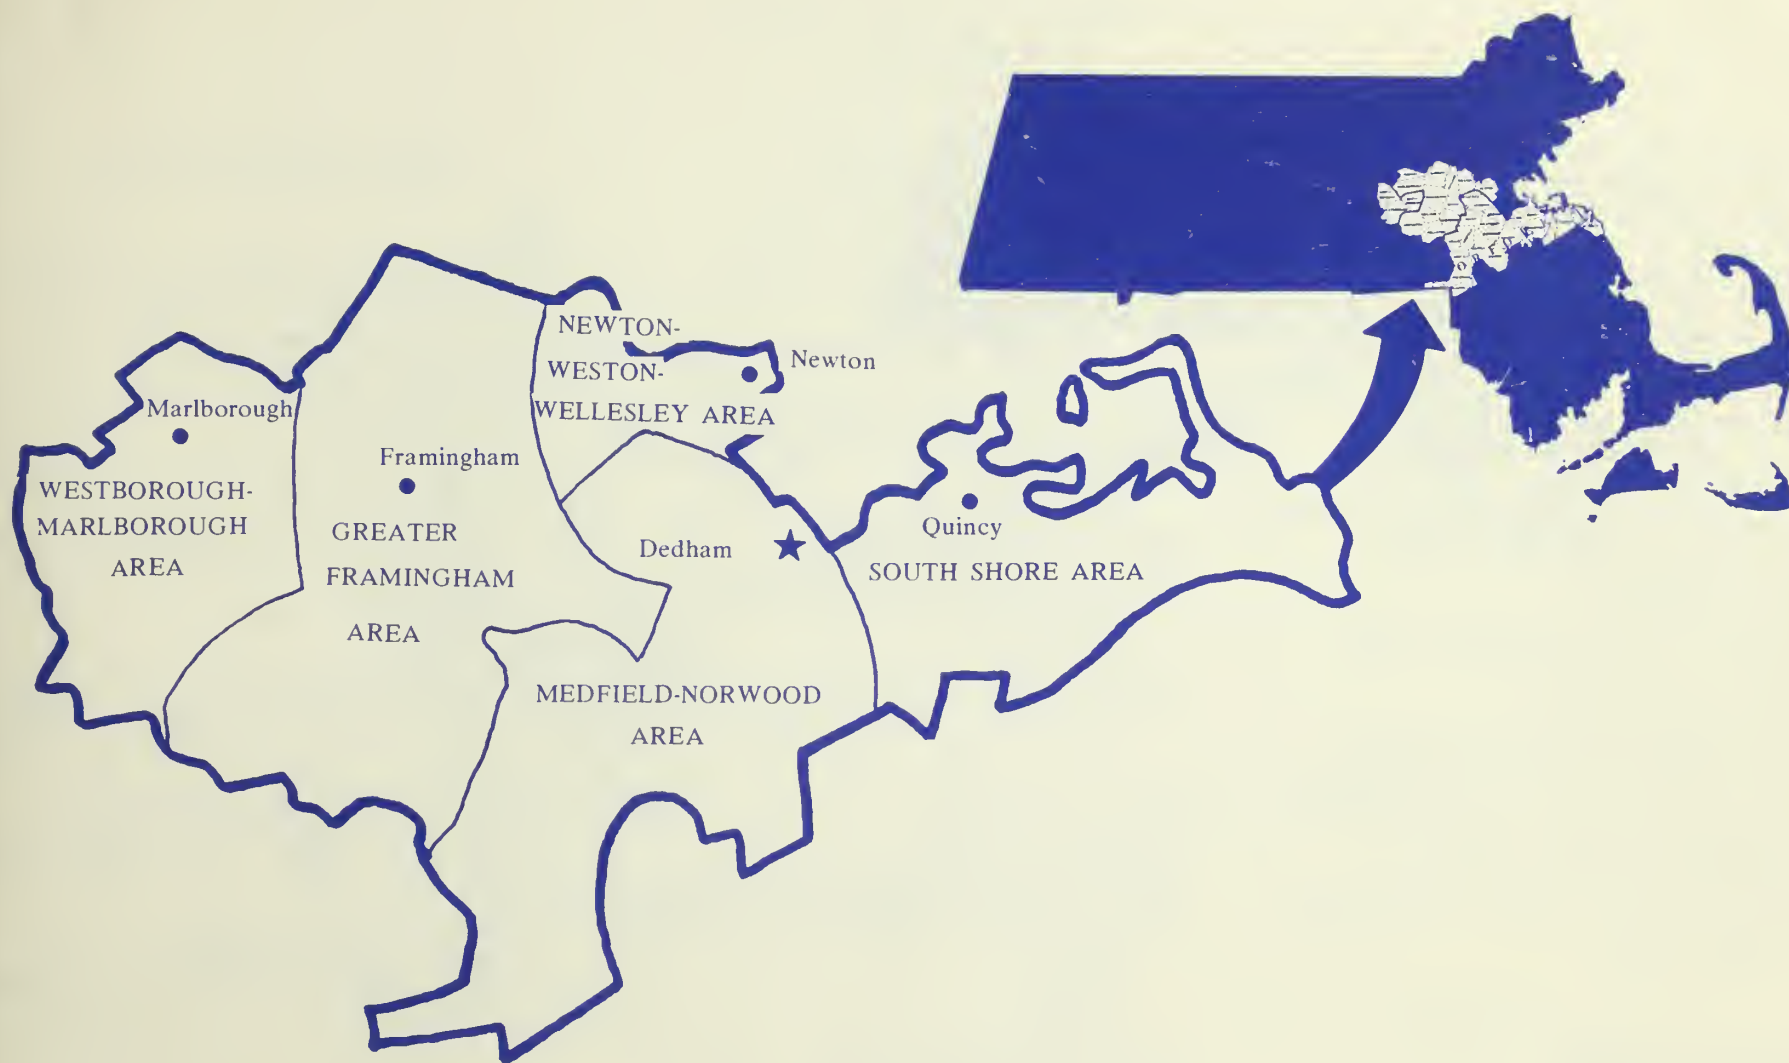 NEWTON-
WESTON-
WELLESLEY AREA
Newton
Marlborough
WESTBOROUGH-
MARLBOROUGH
AREA
Framingham
GREATER
FRAMINGHAM
AREA
Dedham
MEDFIELD-NORWOOD
AREA
Quincy
SOUTH SHORE AREA